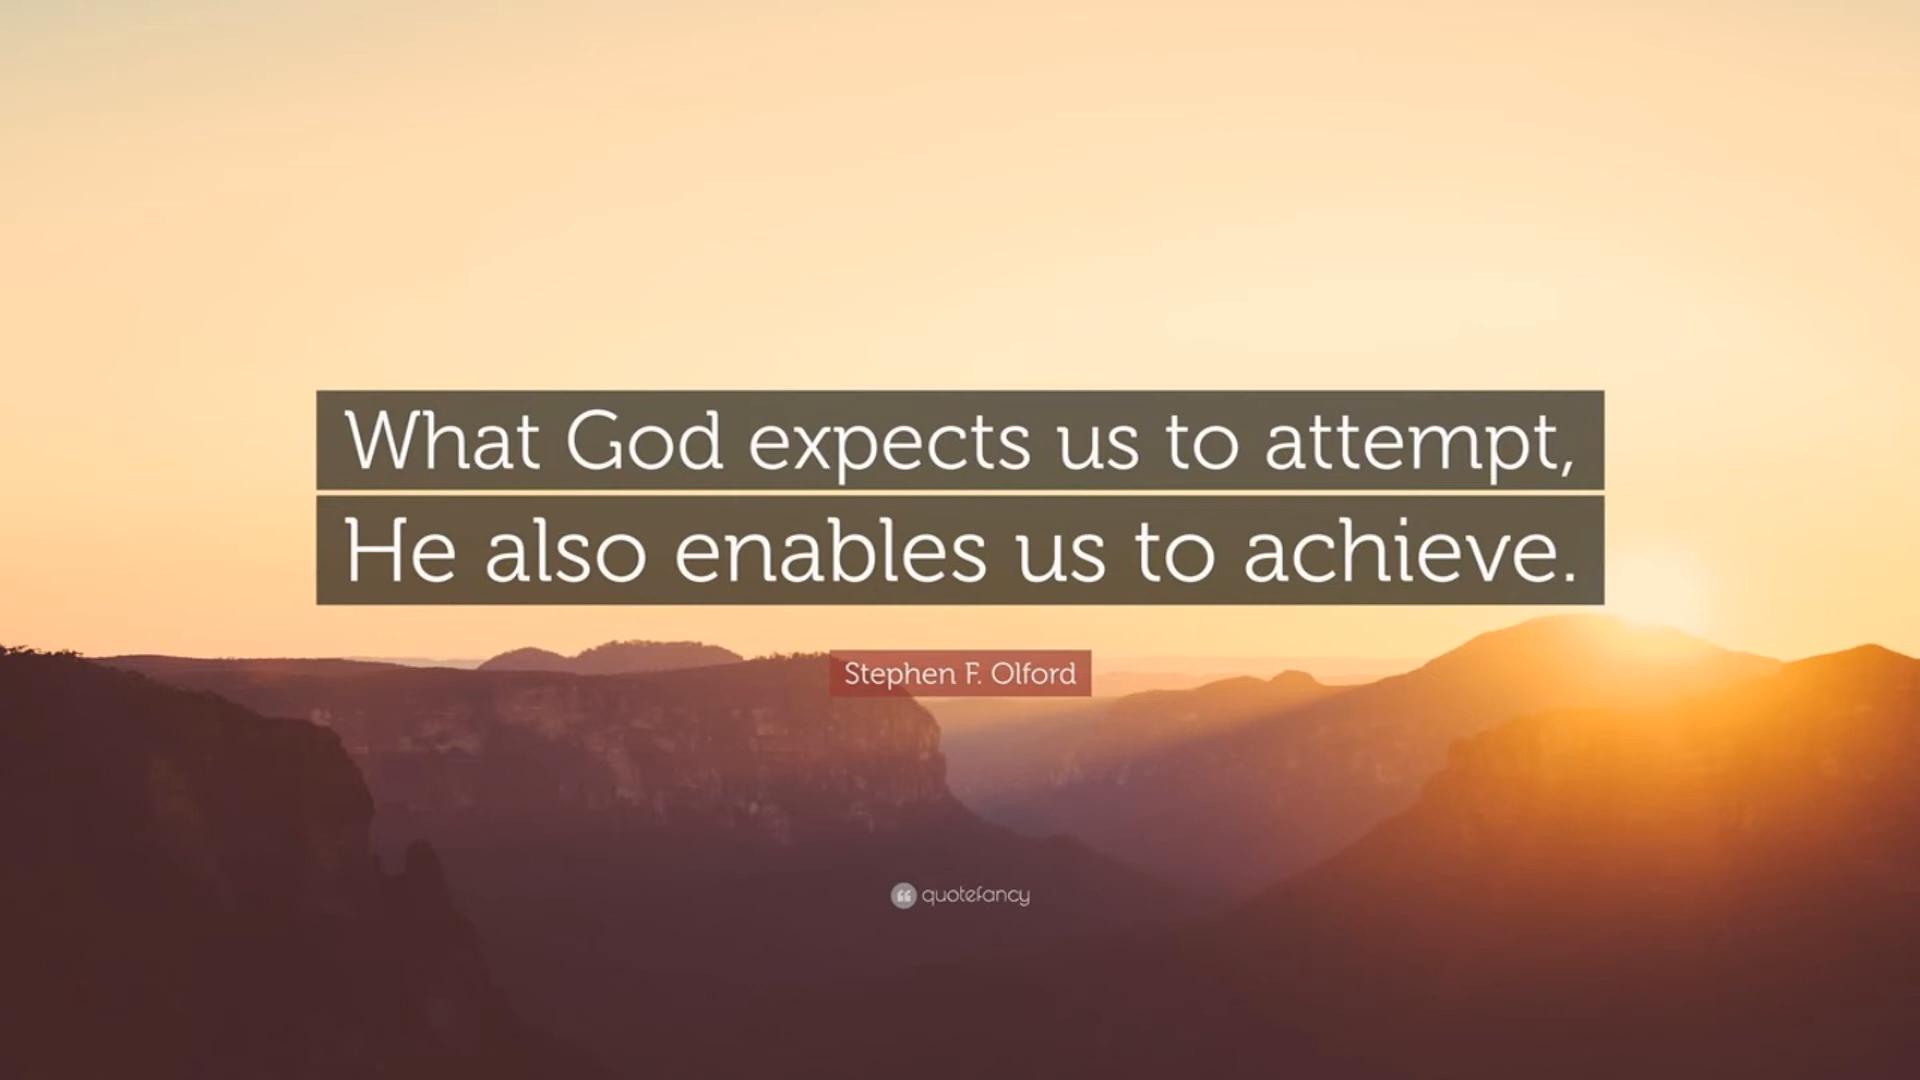 What God expects us to attempt,
He also enables us to achieve.
Stephen F. Olford
quotefancy